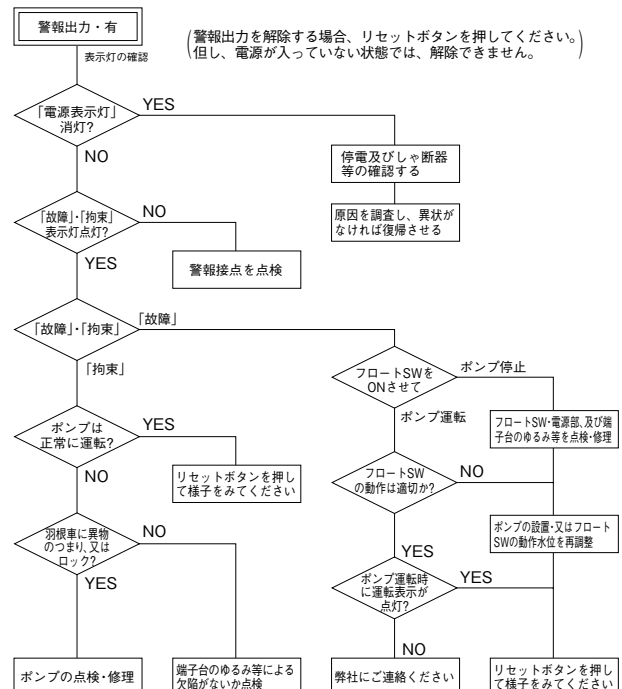 警報出力・有
(警報出力を解除する場合、リセットボタンを押してください。
但し、電源が入っていない状態では、解除できません。)
表示灯の確認
「電源表示灯」
消灯?
YES
NO
停電及びしゃ断器
等の確認する
原因を調査し、異状が
なければ復帰させる
「故障」・「拘束」
表示灯点灯?
NO
YES
警報接点を点検
「故障」・「拘束」
「故障」
「拘束」
フロートSWを
ONさせて
ポンプ停止
ポンプ運転
フロートSW・電源部、及び端
子台のゆるみ等を点検・修理
ポンプは
正常に運転?
YES
NO
リセットボタンを押し
て様子をみてください
フロートSW
の動作は適切か?
NO
YES
ポンプの設置・又はフロート
SWの動作水位を再調整
羽根車に異物
のつまり、又は
ロック?
NO
YES
ポンプ運転時
に運転表示が
点灯?
YES
NO
ポンプの点検・修理
端子台のゆるみ等による
欠陥がないか点検
弊社にご連絡ください
リセットボタンを押し
て様子をみてください